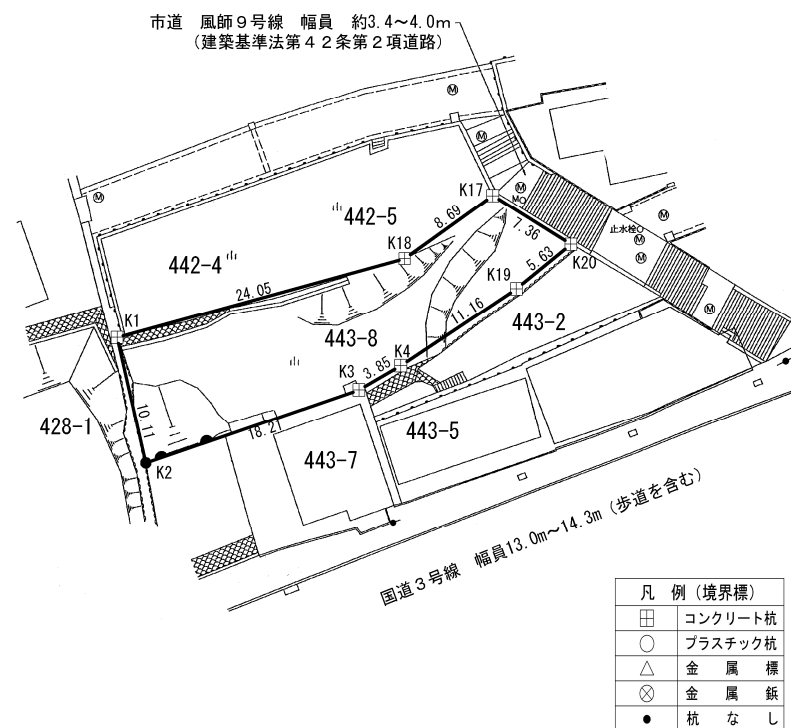 市道　風師９号線　幅員　約3.4～4.0ｍ
（建築基準法第４２条第２項道路）
Ⓜ
Ⓜ
Ⓜ
K17
Ⓜ
M○
442-5
8.69
7.36
Ⓜ
止水栓○
Ⓜ
K18
K20
442-4
5.63
Ⓜ
24.05
K19
K1
11.16
443-2
Ⓜ
443-8
K4
K3
3.85
10.11
428-1
18.21
443-5
443-7
K2
国道３号線　幅員13.0m～14.3m（歩道を含む）
凡　例（境界標）
コンクリート杭
プラスチック杭
金　属　標
金　属　鋲
杭　な　し